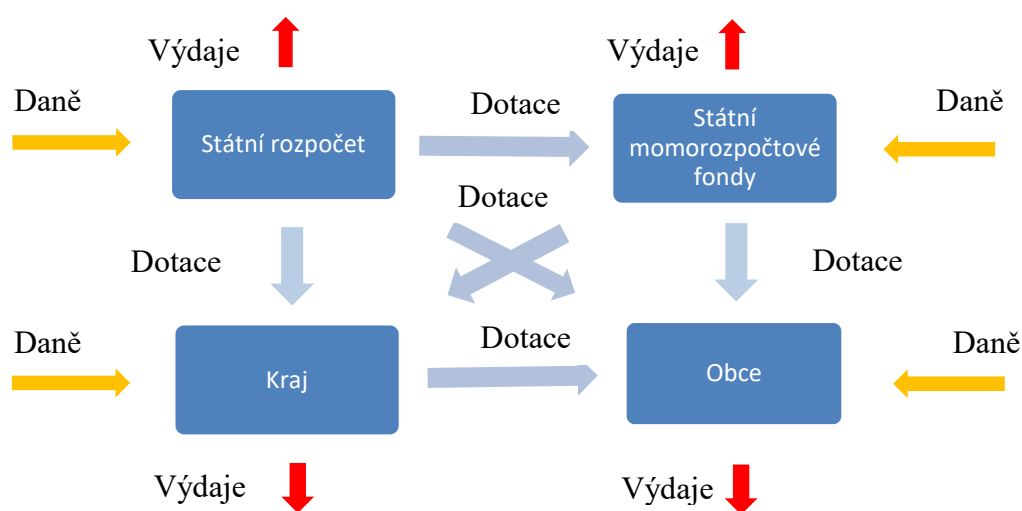 Výdaje
Výdaje
Daně
Dotace
Daně
Státní rozpočet
Státní
momorozpočtové
fondy
Dotace
Dotace
Dotace
Daně
Dotace
Daně
Kraj
Obce
Výdaje
Výdaje